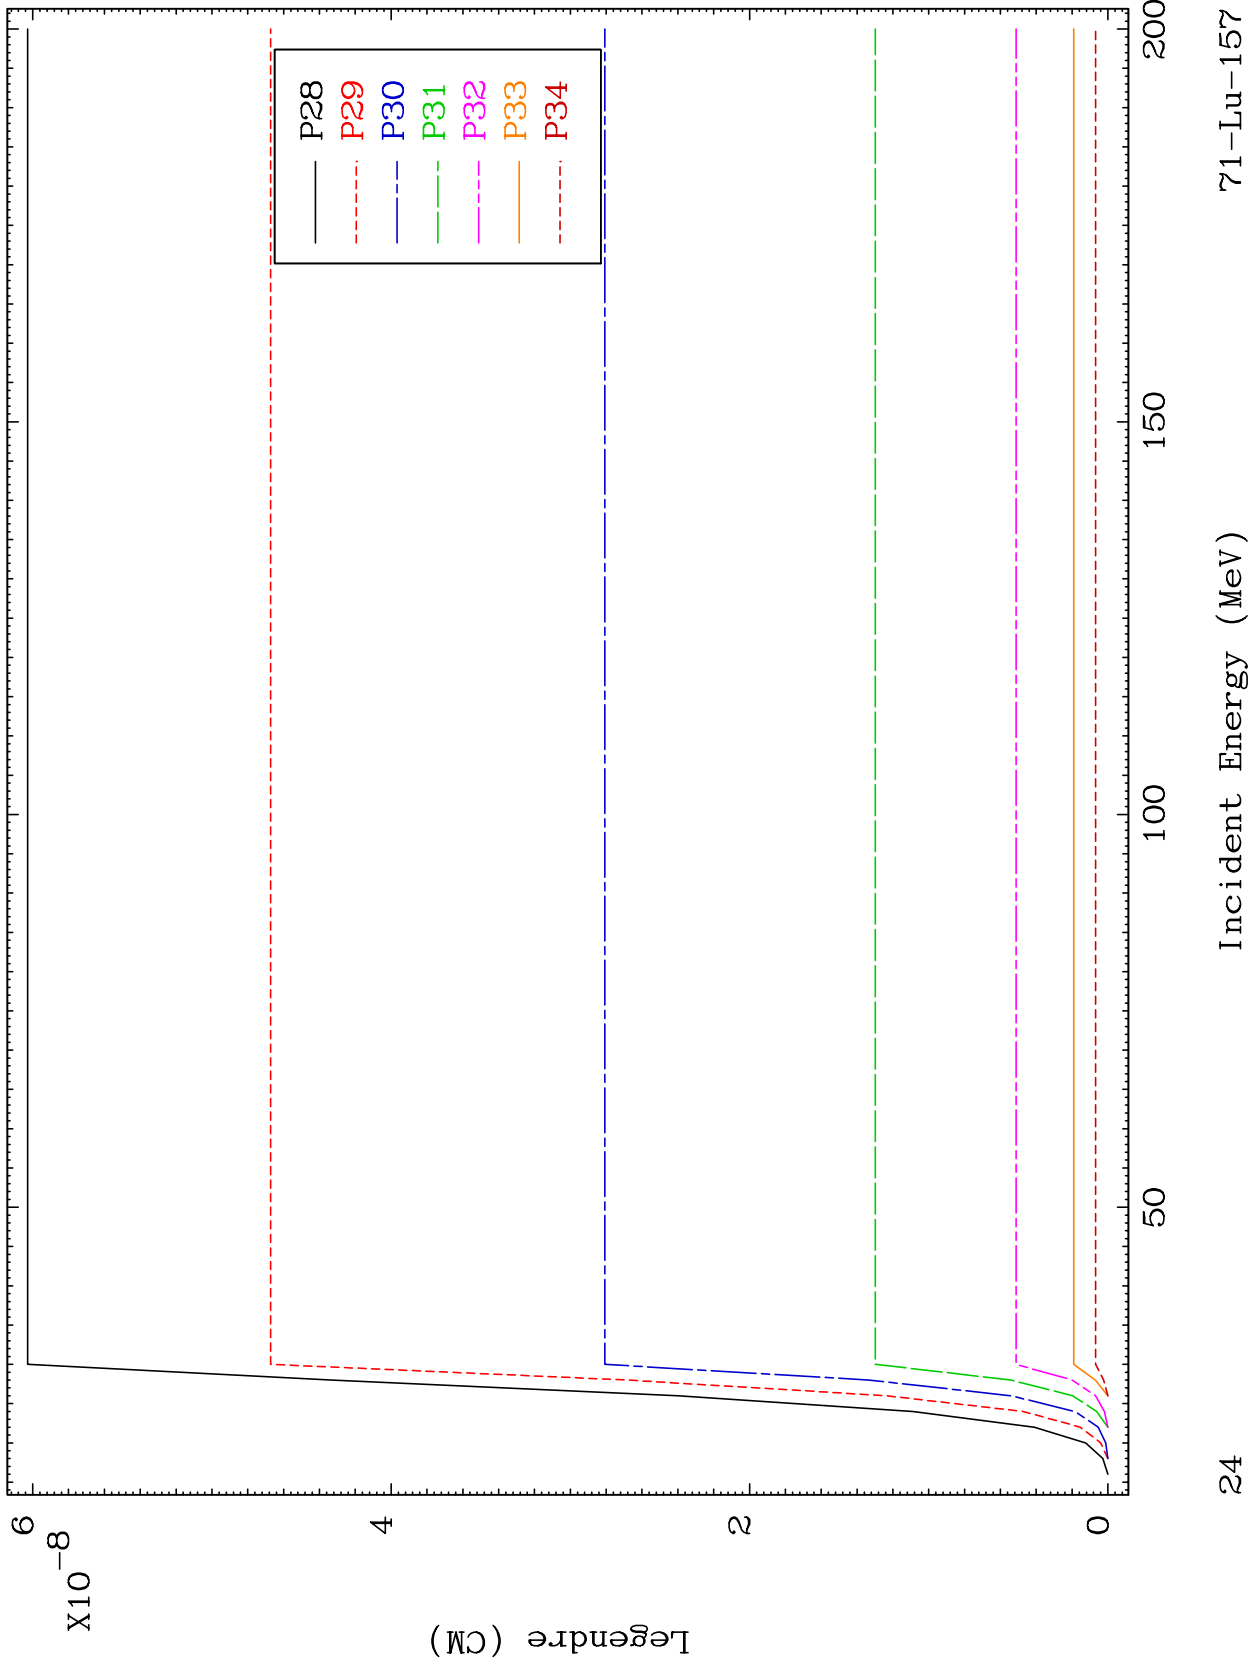 6
X10-8
4
2
0
Legendre (CM)
P28
P29
P30
P31
P32
P33
P34
50
100
150
200
24
Incident Energy (MeV)
71-Lu-157